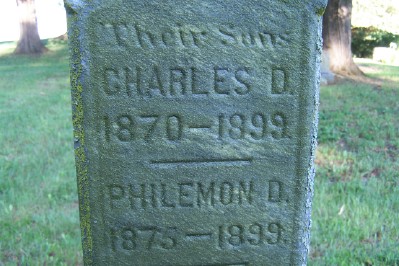 Their Sons
CHARLES D.
1870—1899.
PHILEMON D.
1875—1899.